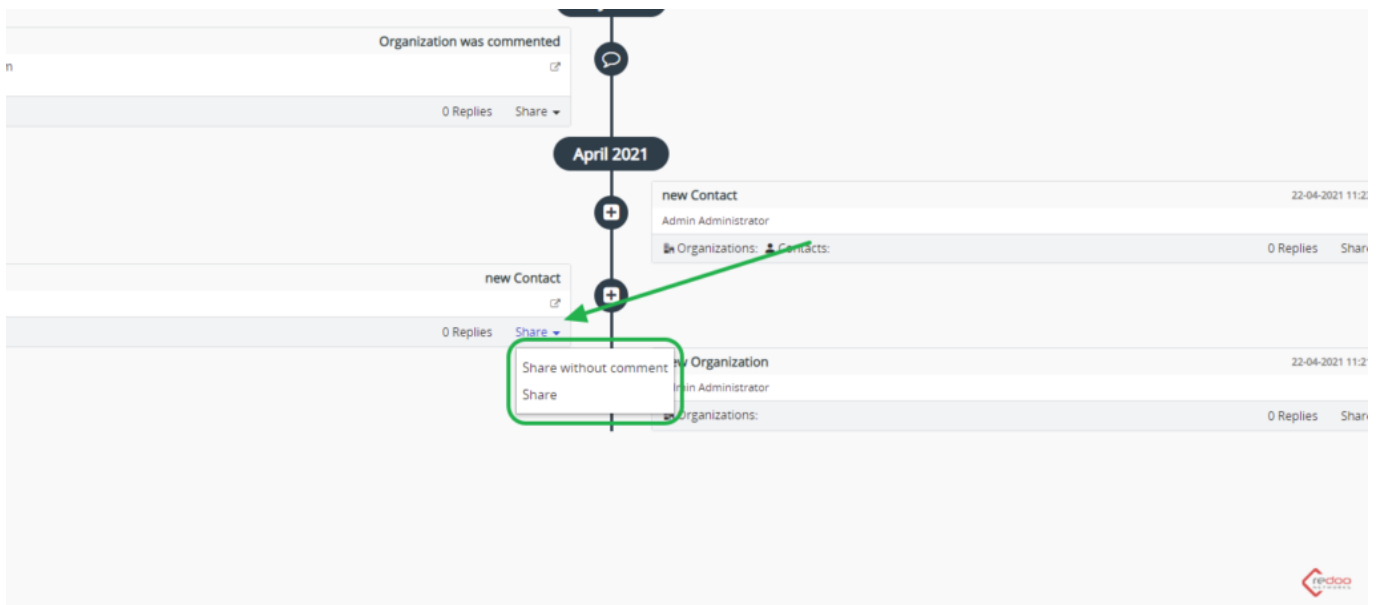 Organization was commented
m
0 Replies Share
April 2021
new Contact 22-04-2021 11:2
Admin Administrator
Organizations: Contacts:
0 Replies Shar
new Contact
0 Replies Share
Share without comment
Share
w Organization 22-04-2021 11:2
min Administrator
Organizations:
0 Replies Shar
redoo
NETWORKS